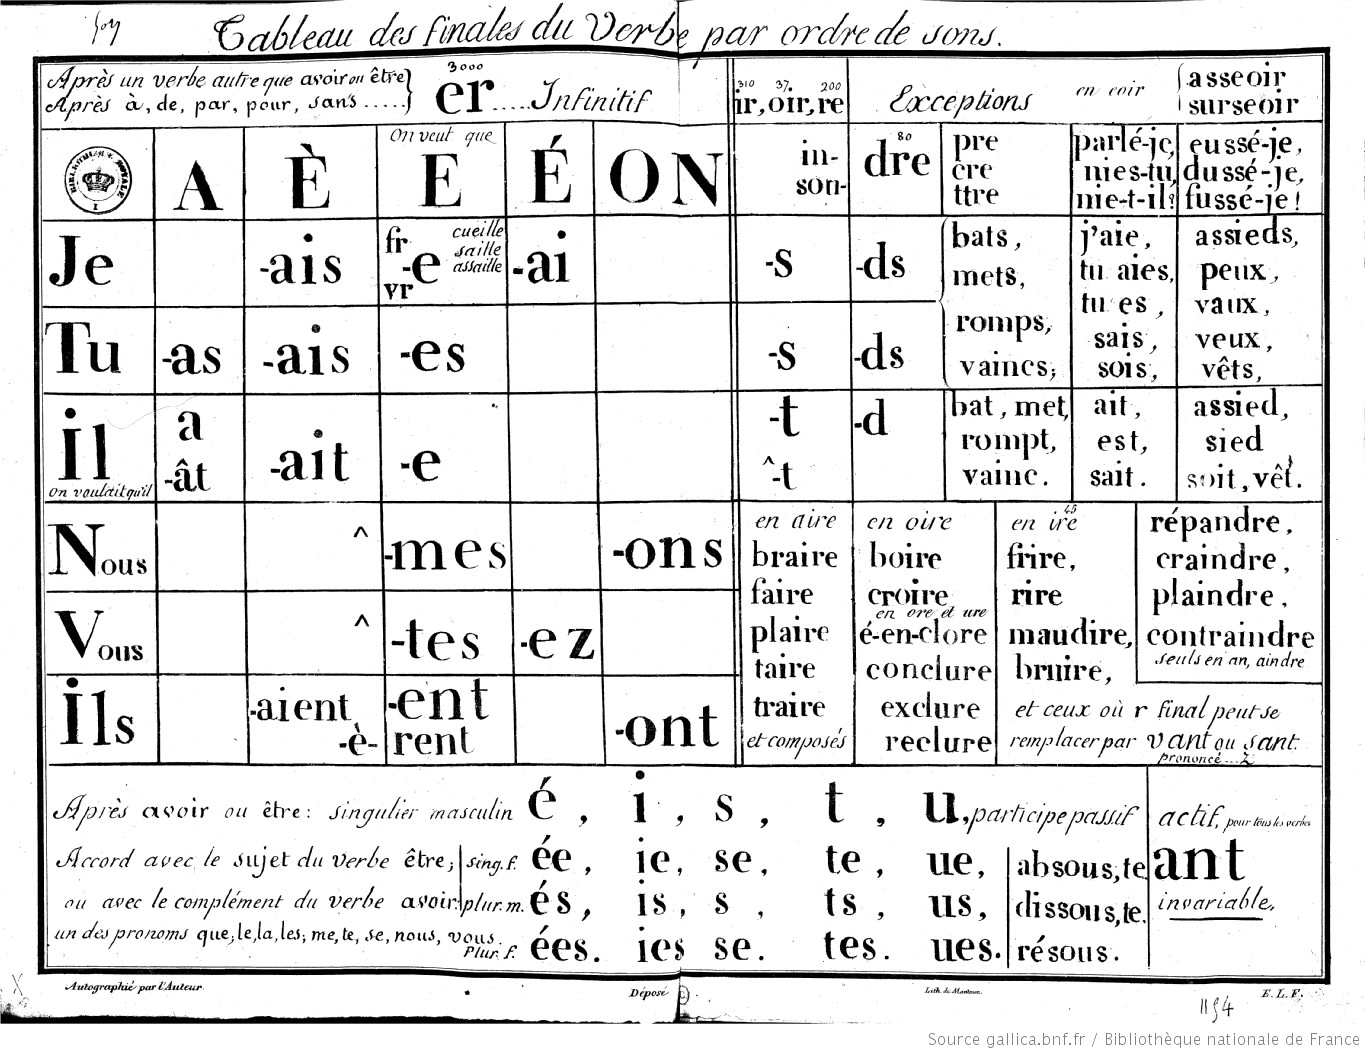 Tableau des finales du Verbe par ordre de sons.
Après un verbe autre que avoir ou être
Après à, de, par, pour, sans .....
3000
er ..... Infinitif
310 37. 200
ir, oir, re
Exceptions
en eoir
asseoir
surseoir
BIBLIOTHÈQUE ROYALE
A
È
On veut que
E
É
ON
in-
son-
80
dre
pre
cre
ttre
parlé-je,
nies-tu,
nie-t-il?
eussé-je,
dussé-je,
fussé-je!
Je
-ais
fr
-e
vr
cueille
saille
assaille
-ai
-s
-ds
bats,
mets,
romps,
vaincs;
j'aie,
tu aies,
tu es,
sais,
sois,
assieds,
peux,
vaux,
veux,
vêts,
Tu
-as
-ais
-es
-s
-ds
il
on voudrait qu'il
a
-ât
-ait
-e
-t
^-t
-d
bat, met,
rompt,
vainc.
ait,
est,
sait.
assied,
sied
soit, vêt.
Nous
^
-mes
-ons
Vous
^
-tes
-ez
ils
-aient
-è-
-ent
rent
-ont
en aire
braire
faire
plaire
taire
traire
et composés
en oire
boire
croire
en ore et ure
é-en-clore
conclure
exclure
reclure
en ire
45
frire,
rire
maudire,
bruire,
et ceux où r final peut se
remplacer par vant ou sant.
prononcé ... z
répandre,
craindre,
plaindre,
contraindre
seuls en an, aindre
Après avoir ou être: singulier masculin é, i, s, t, u, participe passif
Accord avec le sujet du verbe être; sing. f. ée, ie, se, te, ue,
ou avec le complément du verbe avoir: plur. m. és, is, s, ts, us,
un des pronoms que; le, la, les; me, te, se, nous, vous. Plur. f. ées. ies se. tes. ues.
absous, te
dissous, te.
résous.
actif, pour tous les verbes
ant
invariable,
Autographié par l'Auteur.
Déposé
Lith. de Mantoux.
E. L. F.
1154
Source gallica.bnf.fr / Bibliothèque nationale de France